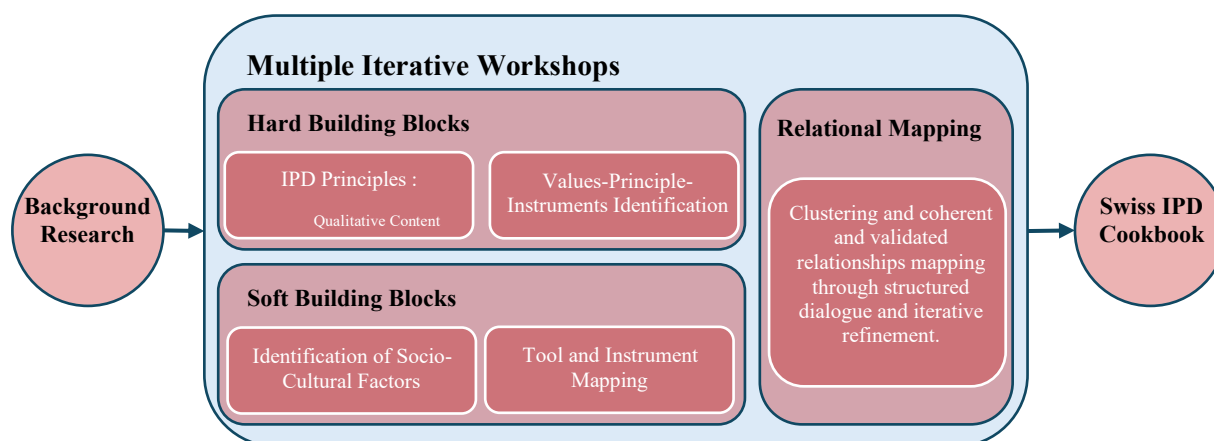 Multiple Iterative Workshops
Background
Research
Hard Building Blocks
IPD Principles :
Qualitative Content
Values-Principle-
Instruments Identification
Soft Building Blocks
Identification of Socio-
Cultural Factors
Tool and Instrument
Mapping
Relational Mapping
Clustering and coherent
and validated
relationships mapping
through structured
dialogue and iterative
refinement.
Swiss IPD
Cookbook